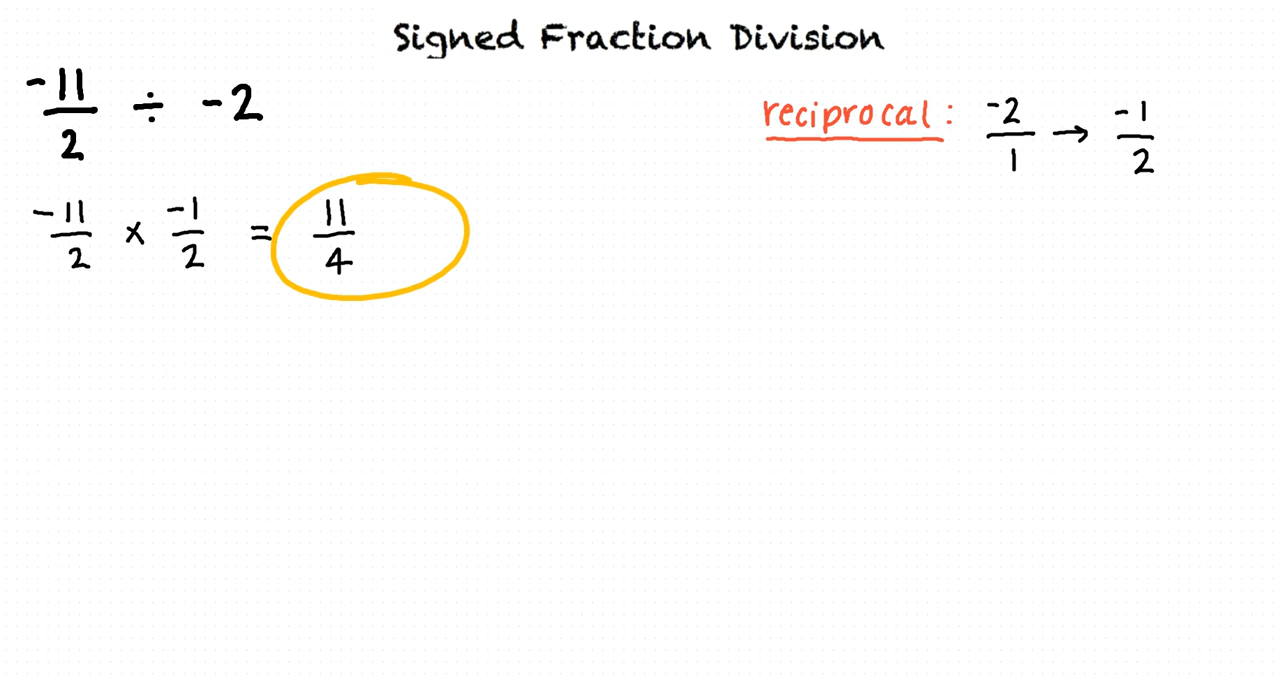 Signed Fraction Division
-11/2 ÷ -2
reciprocal: -2/1 → -1/2
-11/2 x -1/2 = 11/4